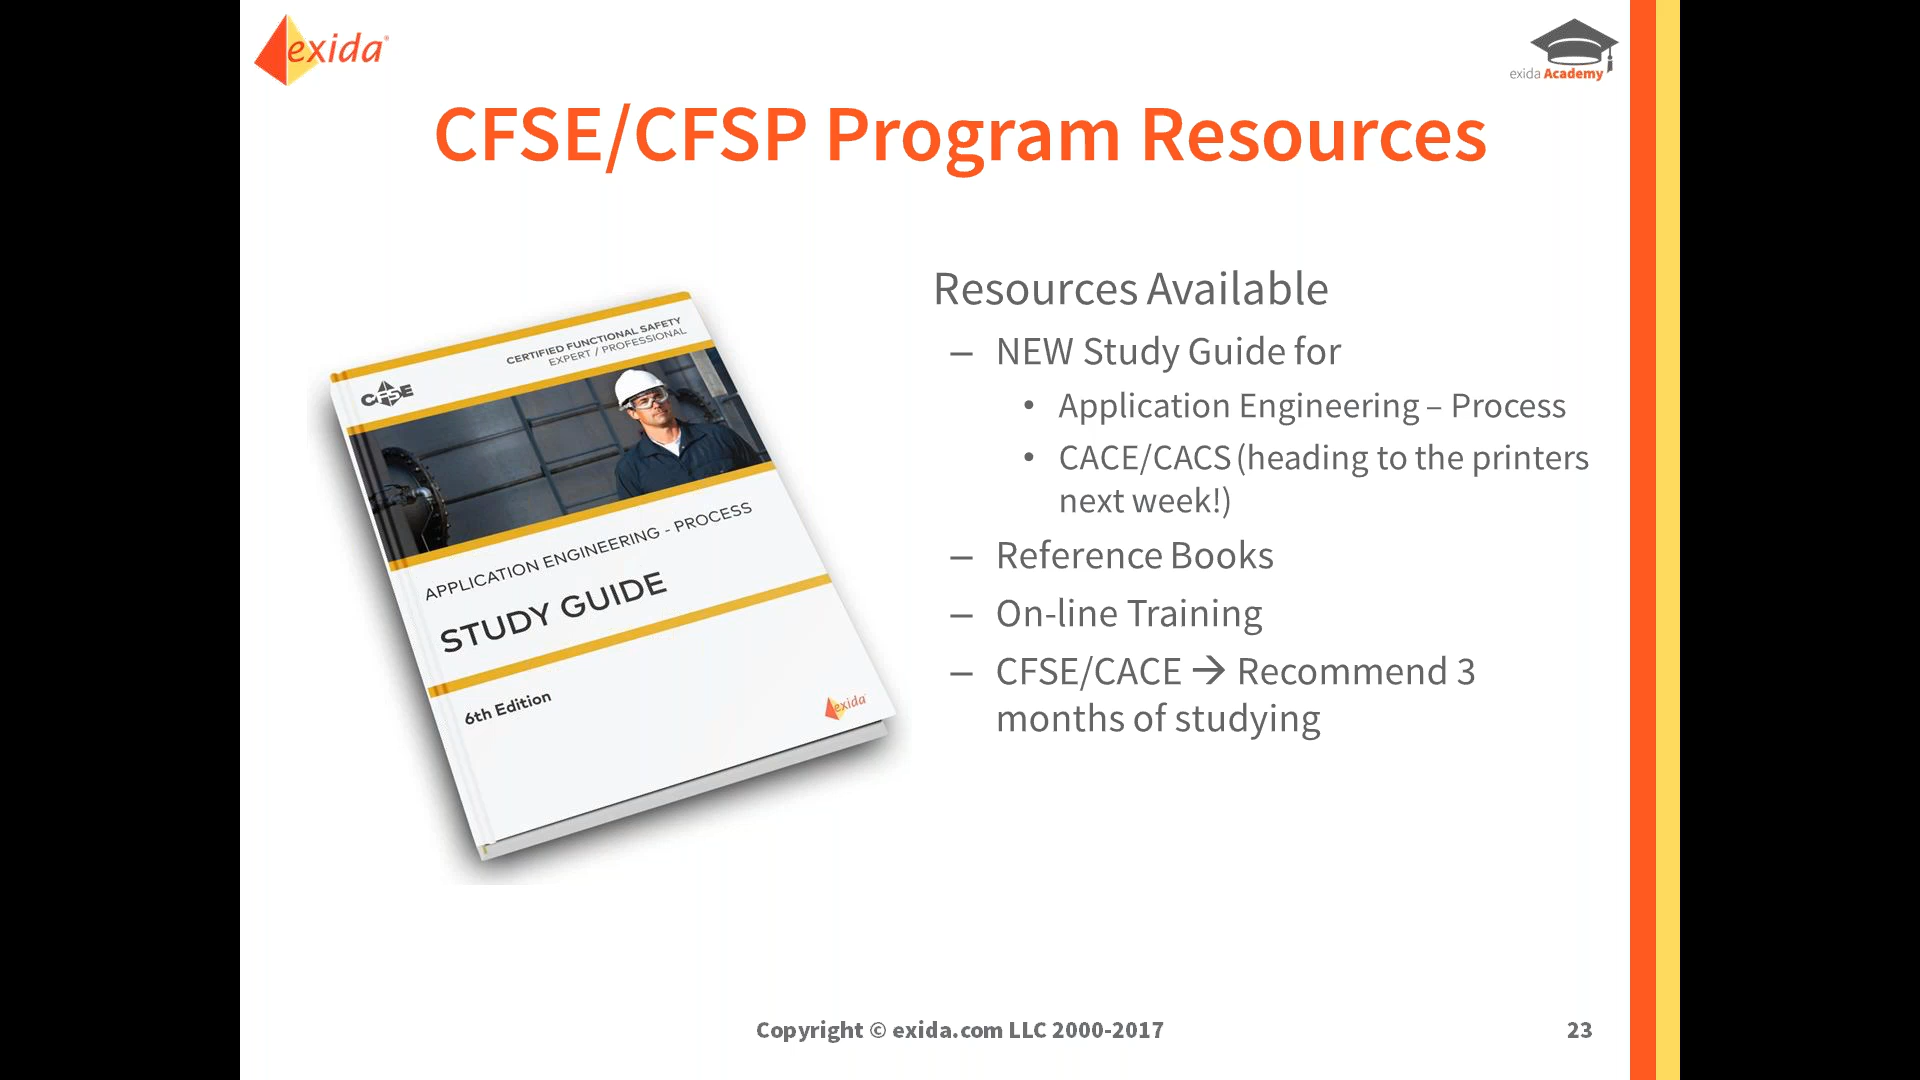 exida
exida Academy
CFSE/CFSP Program Resources
CERTIFIED FUNCTIONAL SAFETY
EXPERT / PROFESSIONAL
CFSE
APPLICATION ENGINEERING - PROCESS
STUDY GUIDE
6th Edition
exida
Resources Available
– NEW Study Guide for
• Application Engineering – Process
• CACE/CACS (heading to the printers
next week!)
– Reference Books
– On-line Training
– CFSE/CACE → Recommend 3
months of studying
Copyright © exida.com LLC 2000-2017
23